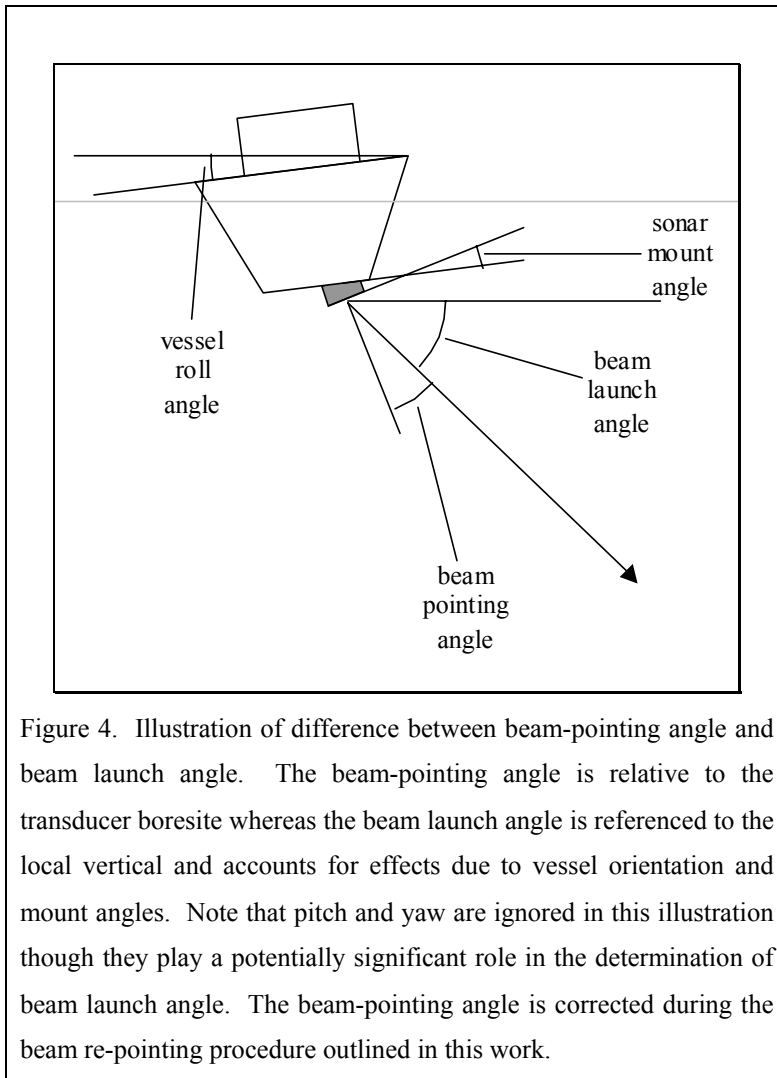 sonar
mount
angle
vessel
roll
angle
beam
launch
angle
beam
pointing
angle
Figure 4. Illustration of difference between beam-pointing angle and
beam launch angle. The beam-pointing angle is relative to the
transducer boresite whereas the beam launch angle is referenced to the
local vertical and accounts for effects due to vessel orientation and
mount angles. Note that pitch and yaw are ignored in this illustration
though they play a potentially significant role in the determination of
beam launch angle. The beam-pointing angle is corrected during the
beam re-pointing procedure outlined in this work.